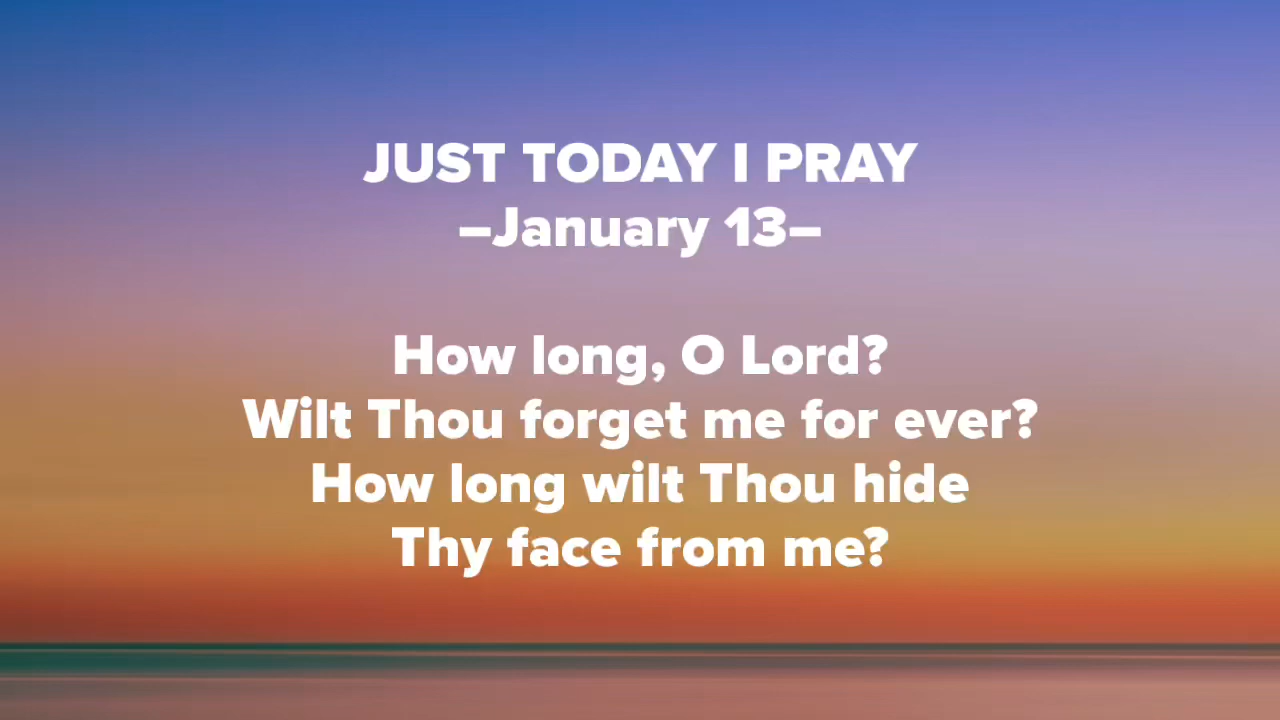 JUST TODAY I PRAY
–January 13–
How long, O Lord?
Wilt Thou forget me for ever?
How long wilt Thou hide
Thy face from me?